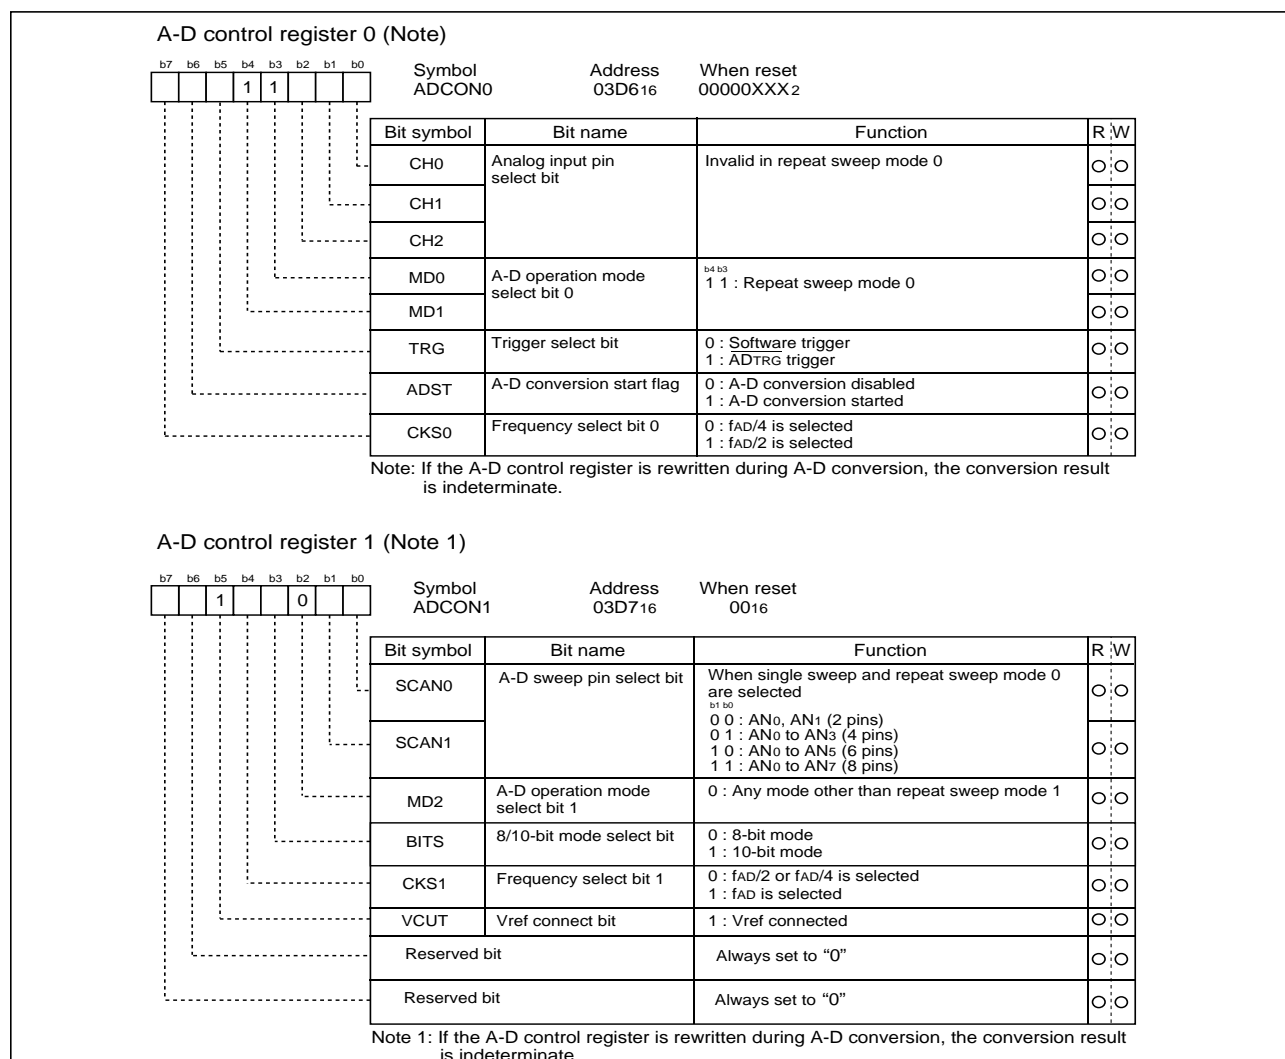 A-D control register 0 (Note)
b7 b6 b5 b4 b3 b2 b1 b0
1 1
Symbol Address When reset
ADCON0 03D616 00000XXX2
Bit symbol Bit name Function R W
CH0 Analog input pin select bit Invalid in repeat sweep mode 0
CH1
CH2
MD0 A-D operation mode select bit 0 b4 b3
1 1 : Repeat sweep mode 0
MD1
TRG Trigger select bit 0 : Software trigger
1 : ADTRG trigger
ADST A-D conversion start flag 0 : A-D conversion disabled
1 : A-D conversion started
CKS0 Frequency select bit 0 0 : fAD/4 is selected
1 : fAD/2 is selected
Note: If the A-D control register is rewritten during A-D conversion, the conversion result
is indeterminate.
A-D control register 1 (Note 1)
b7 b6 b5 b4 b3 b2 b1 b0
1 0
Symbol Address When reset
ADCON1 03D716 0016
Bit symbol Bit name Function R W
SCAN0 A-D sweep pin select bit When single sweep and repeat sweep mode 0
are selected
b1 b0
0 0 : AN0, AN1 (2 pins)
0 1 : AN0 to AN3 (4 pins)
SCAN1
1 0 : AN0 to AN5 (6 pins)
1 1 : AN0 to AN7 (8 pins)
MD2 A-D operation mode select bit 1 0 : Any mode other than repeat sweep mode 1
BITS 8/10-bit mode select bit 0 : 8-bit mode
1 : 10-bit mode
CKS1 Frequency select bit 1 0 : fAD/2 or fAD/4 is selected
1 : fAD is selected
VCUT Vref connect bit 1 : Vref connected
Reserved bit Always set to “0”
Reserved bit Always set to “0”
Note 1: If the A-D control register is rewritten during A-D conversion, the conversion result
is indeterminate.